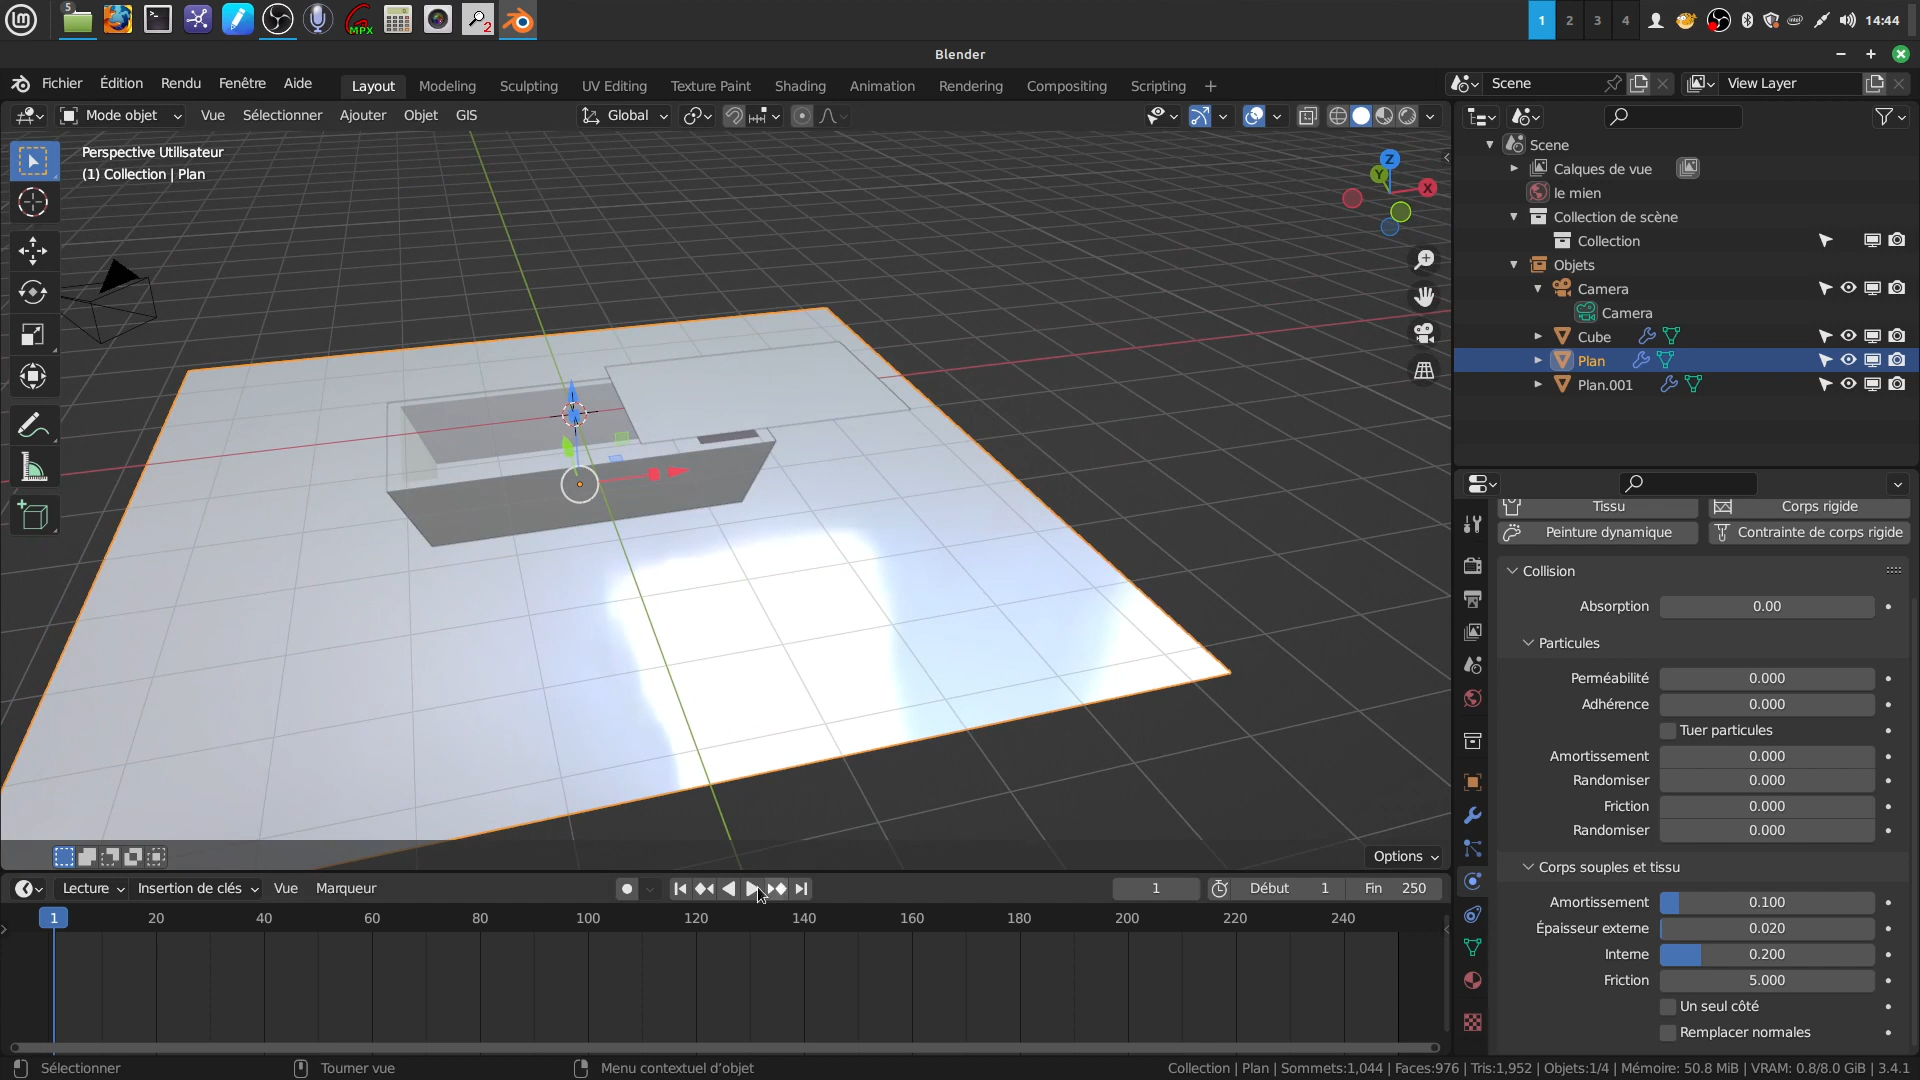 5
MPX
2
1 2 3 4
14:44
Blender
Fichier Édition Rendu Fenêtre Aide
Layout Modeling Sculpting UV Editing Texture Paint Shading Animation Rendering Compositing Scripting +
Scene
View Layer
Mode objet
Vue Sélectionner Ajouter Objet GIS
Global
Perspective Utilisateur
(1) Collection | Plan
Z
Y
X
Options
Scene
Calques de vue
le mien
Collection de scène
Collection
Objets
Camera
Camera
Cube
Plan
Plan.001
Tissu Corps rigide
Peinture dynamique Contrainte de corps rigide
Collision
Absorption 0.00
Particules
Perméabilité 0.000
Adhérence 0.000
Tuer particules
Amortissement 0.000
Randomiser 0.000
Friction 0.000
Randomiser 0.000
Corps souples et tissu
Amortissement 0.100
Épaisseur externe 0.020
Interne 0.200
Friction 5.000
Un seul côté
Remplacer normales
Lecture Insertion de clés Vue Marqueur
1
Début 1
Fin 250
1 20 40 60 80 100 120 140 160 180 200 220 240
Sélectionner
Tourner vue
Menu contextuel d'objet
Collection | Plan | Sommets:1,044 | Faces:976 | Tris:1,952 | Objets:1/4 | Mémoire: 50.8 MiB | VRAM: 0.8/8.0 GiB | 3.4.1